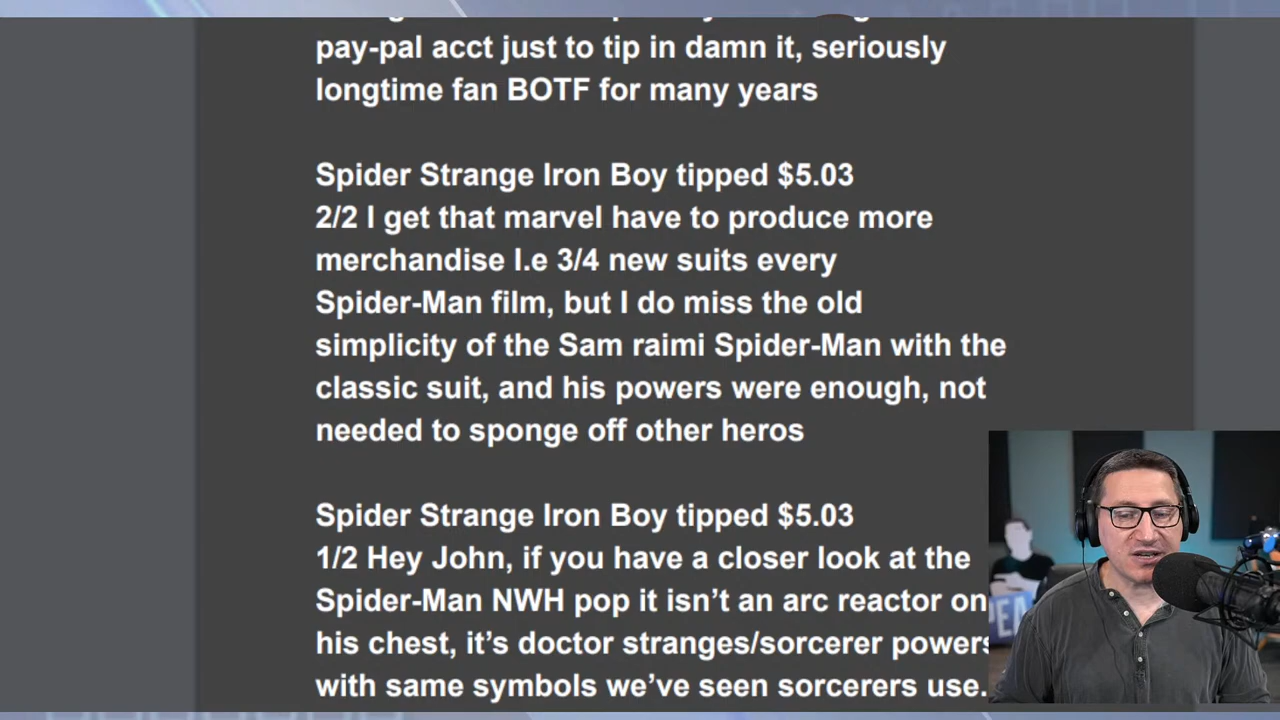 pay-pal acct just to tip in damn it, seriously
longtime fan BOTF for many years
Spider Strange Iron Boy tipped $5.03
2/2 I get that marvel have to produce more
merchandise I.e 3/4 new suits every
Spider-Man film, but I do miss the old
simplicity of the Sam raimi Spider-Man with the
classic suit, and his powers were enough, not
needed to sponge off other heros
Spider Strange Iron Boy tipped $5.03
1/2 Hey John, if you have a closer look at the
Spider-Man NWH pop it isn’t an arc reactor on
his chest, it’s doctor stranges/sorcerer powers
with same symbols we’ve seen sorcerers use.